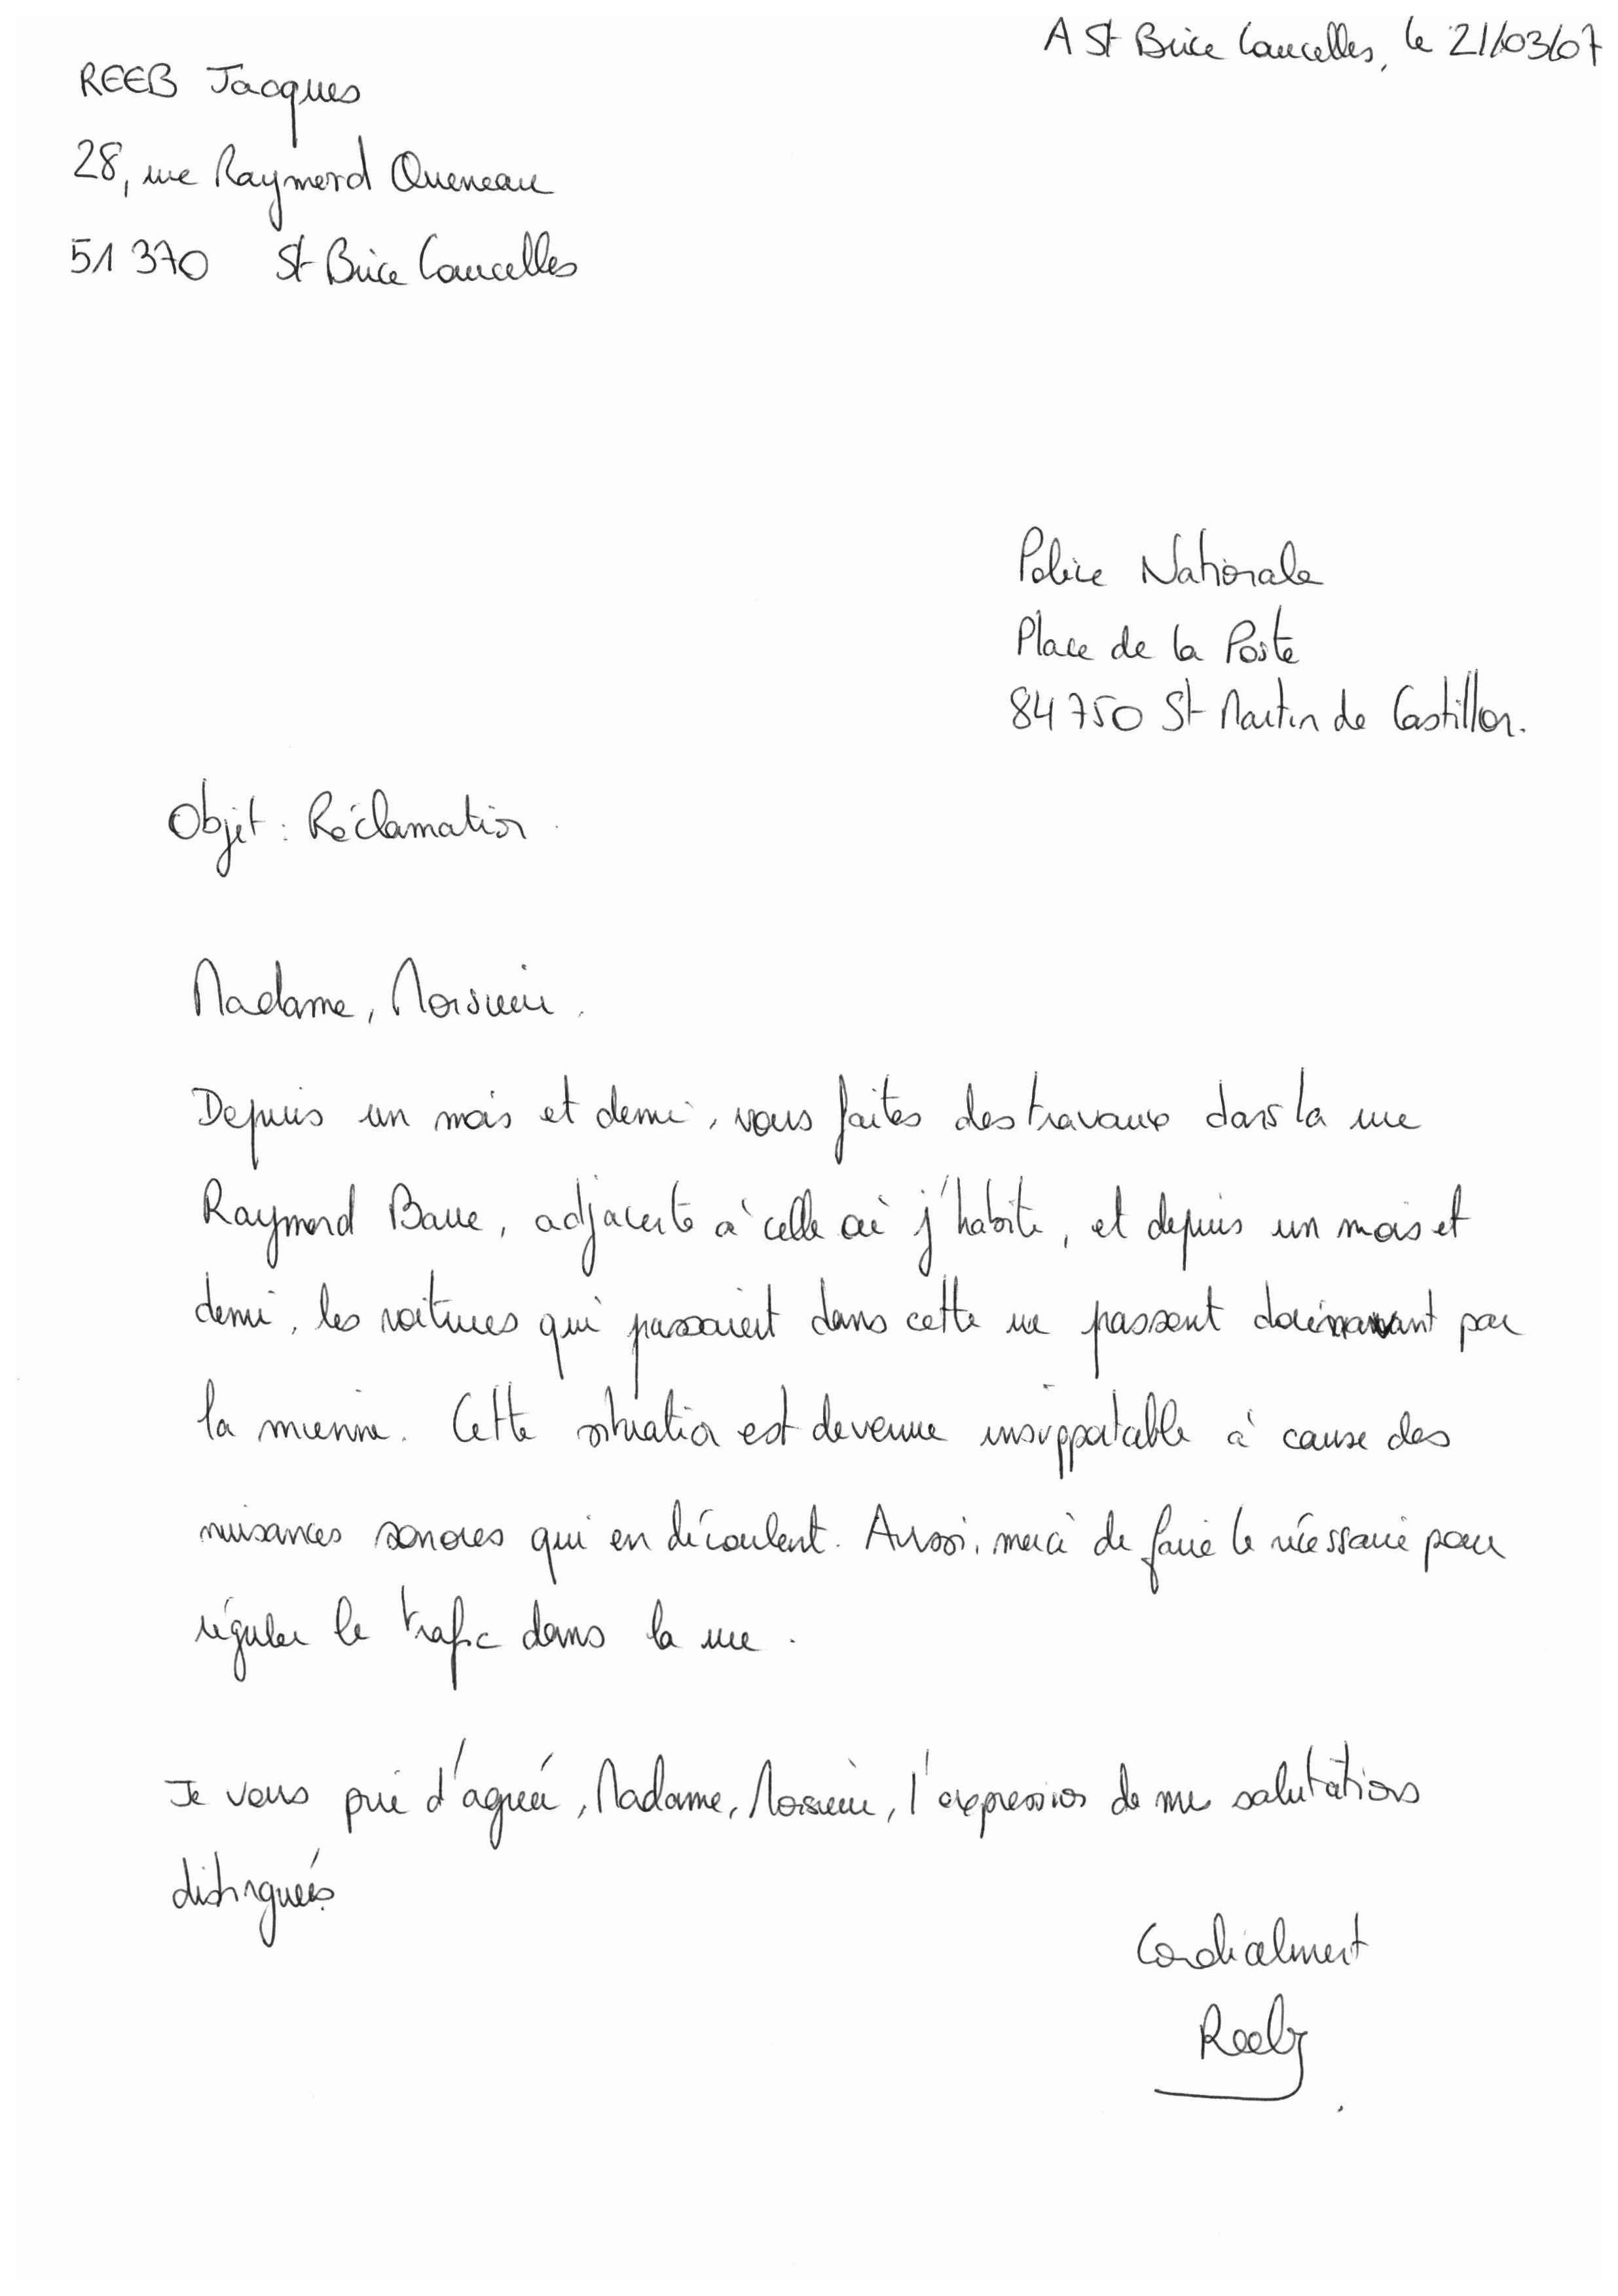 A St Brice Courcelles, le 21/03/07
REEB Jacques
28, rue Raymond Queneau
51 370 St Brice Courcelles
Police Nationale
Place de la Poste
84 750 St Martin de Castillon.
Objet : Réclamation
Madame, Monsieur,
Depuis un mois et demi, vous faites des travaux dans la rue
Raymond Barre, adjacente à celle où j'habite, et depuis un mois et
demi, les voitures qui passaient dans cette rue passent dorénavant par
la mienne. Cette situation est devenue insupportable à cause des
nuisances sonores qui en découlent. Aussi, merci de faire le nécessaire pour
réguler le trafic dans la rue.
Je vous prie d'agréer, Madame, Monsieur, l'expression de mes salutations
distinguées.
Cordialement
Reeb